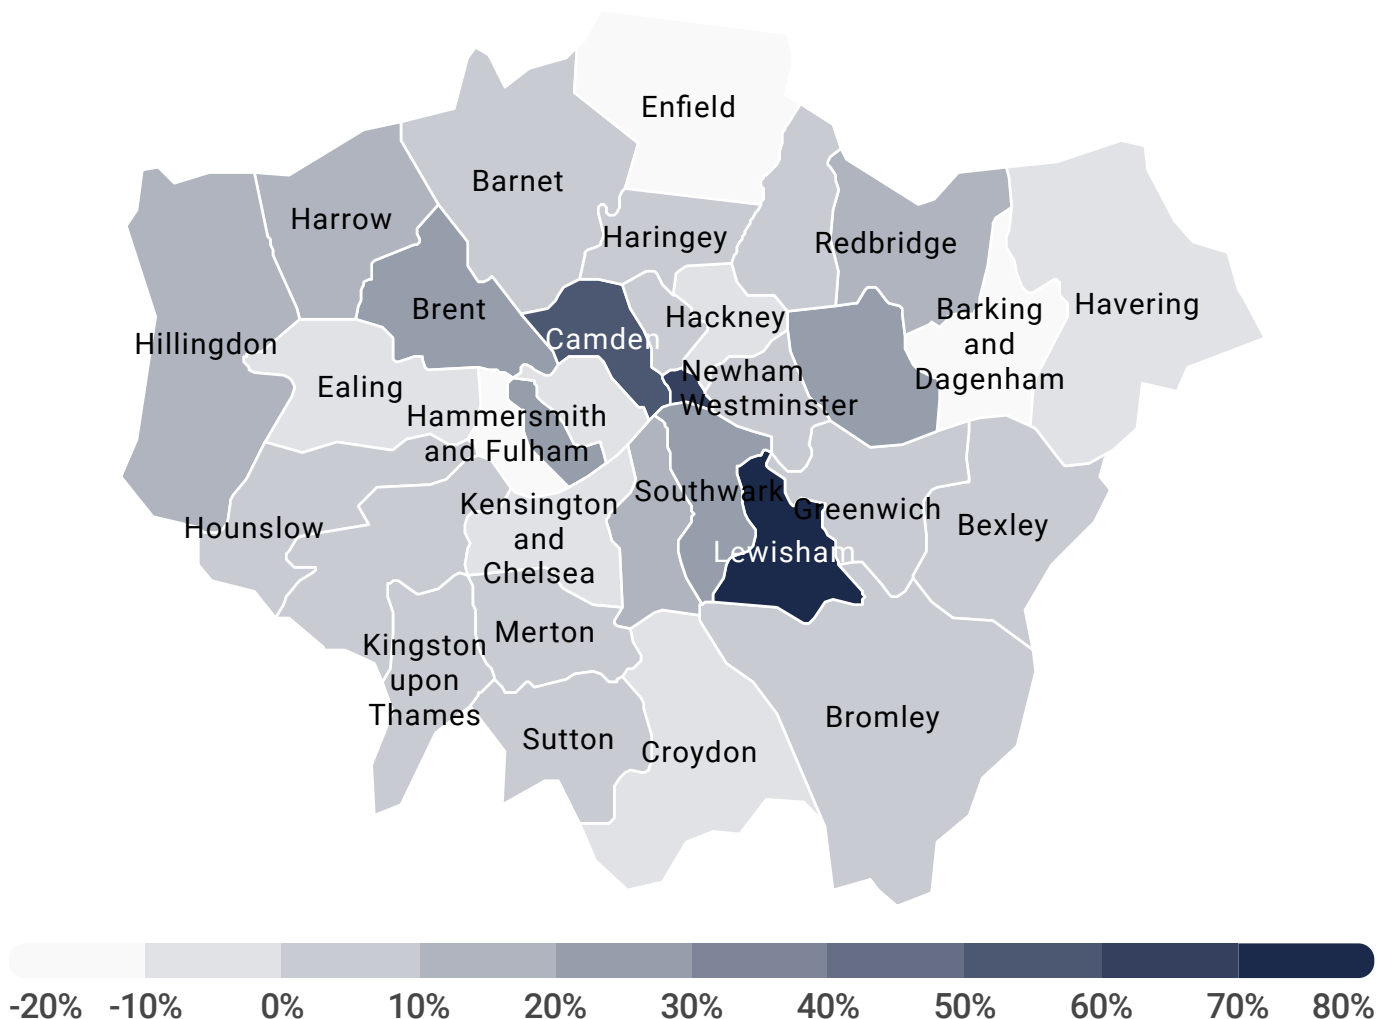 Enfield
Barnet
Harrow
Haringey
Redbridge
Brent
Hackney
Barking
and
Dagenham
Havering
Hillingdon
Camden
Ealing
Newham
Westminster
Hammersmith
and Fulham
Southwark
Kensington
and
Chelsea
Greenwich
Bexley
Hounslow
Lewisham
Merton
Kingston
upon
Thames
Bromley
Sutton
Croydon
-20% -10% 0% 10% 20% 30% 40% 50% 60% 70% 80%